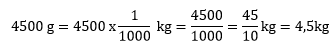 4500 g = 4500 x 1/1000 kg = 4500/1000 = 45/10 kg = 4,5kg